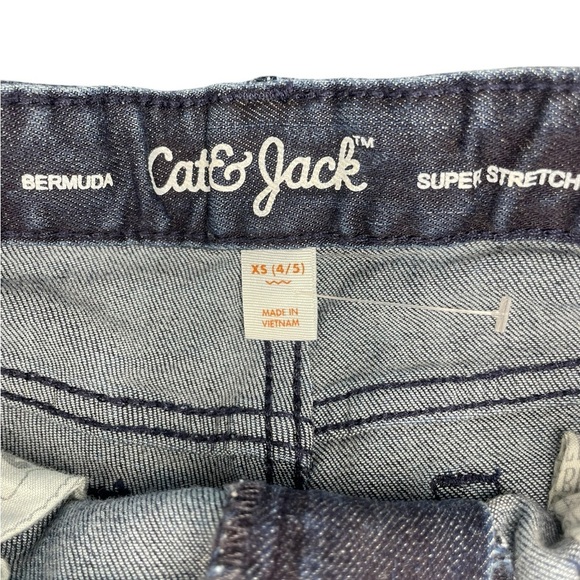 BERMUDA Cat & Jack™ SUPER STRETCH
XS (4/5)
MADE IN
VIETNAM